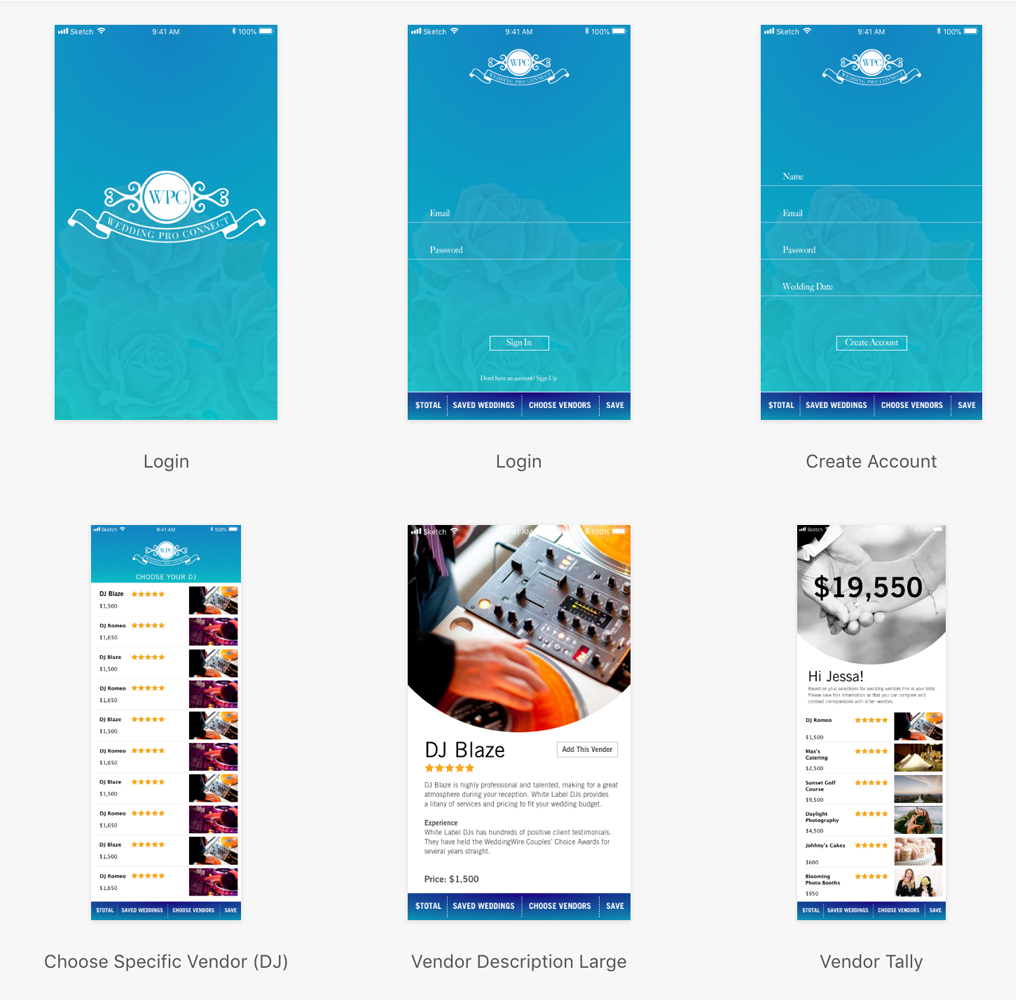 Sketch 9:41 AM 100%
WPC
WEDDING PRO CONNECT
Login
Sketch 9:41 AM 100%
WPC
WEDDING PRO CONNECT
Email
Password
Sign In
Don't have an account? Sign Up.
$TOTAL SAVED WEDDINGS CHOOSE VENDORS SAVE
Login
Sketch 9:41 AM 100%
WPC
WEDDING PRO CONNECT
Name
Email
Password
Wedding Date
Create Account
$TOTAL SAVED WEDDINGS CHOOSE VENDORS SAVE
Create Account
Sketch 9:41 AM 100%
WPC
WEDDING PRO CONNECT
CHOOSE YOUR DJ
DJ Blaze
$1,500
DJ Romeo
$1,650
DJ Blaze
$1,500
DJ Romeo
$1,650
DJ Blaze
$1,500
DJ Romeo
$1,650
DJ Blaze
$1,500
DJ Romeo
$1,650
DJ Blaze
$1,500
DJ Romeo
$1,650
$TOTAL SAVED WEDDINGS CHOOSE VENDORS SAVE
Choose Specific Vendor (DJ)
Sketch AM 100%
DJ Blaze
Add This Vendor
DJ Blaze is highly professional and talented, making for a great
atmosphere during your reception. White Label DJs provides
a litany of services and pricing to fit your wedding budget.
Experience
White Label DJs has hundreds of positive client testimonials.
They have held the WeddingWire Couples' Choice Awards for
several years straight.
Price: $1,500
$TOTAL SAVED WEDDINGS CHOOSE VENDORS SAVE
Vendor Description Large
Sketch
$19,550
Hi Jessa!
Based on your selections for wedding vendors this is your total.
Please save this information so that you can compare and
contrast with other vendors.
DJ Romeo
$1,500
Max's
Catering
$2,500
Sunset Golf
Course
$9,500
Daylight
Photography
$4,500
Johhny's Cakes
$600
Blooming
Photo Booths
$950
$TOTAL SAVED WEDDINGS CHOOSE VENDORS SAVE
Vendor Tally